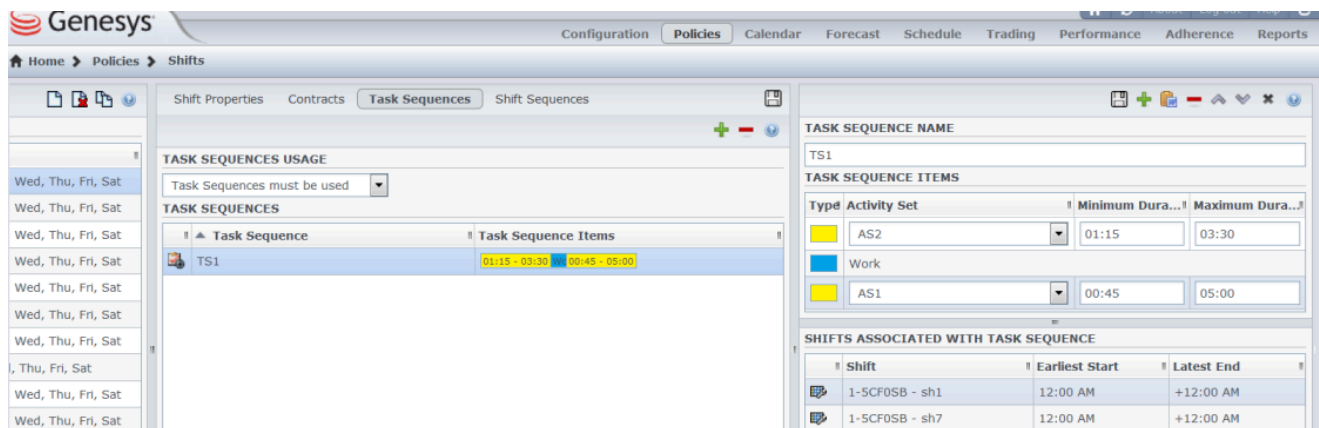 Genesys
Configuration Policies Calendar Forecast Schedule Trading Performance Adherence Reports
Home Policies Shifts
Shift Properties Contracts Task Sequences Shift Sequences
TASK SEQUENCE NAME
TASK SEQUENCES USAGE
TS1
Wed, Thu, Fri, Sat
Task Sequences must be used
TASK SEQUENCE ITEMS
Wed, Thu, Fri, Sat
TASK SEQUENCES
Type Activity Set Minimum Dura... Maximum Dura...
Wed, Thu, Fri, Sat
Task Sequence Task Sequence Items
AS2 01:15 03:30
Wed, Thu, Fri, Sat
TS1 01:15 - 03:30 00:45 - 05:00
Work
Wed, Thu, Fri, Sat
AS1 00:45 05:00
Wed, Thu, Fri, Sat
Wed, Thu, Fri, Sat
SHIFTS ASSOCIATED WITH TASK SEQUENCE
Thu, Fri, Sat
Shift Earliest Start Latest End
Wed, Thu, Fri, Sat
1-5CF0SB - sh1 12:00 AM +12:00 AM
Wed, Thu, Fri, Sat
1-5CF0SB - sh7 12:00 AM +12:00 AM